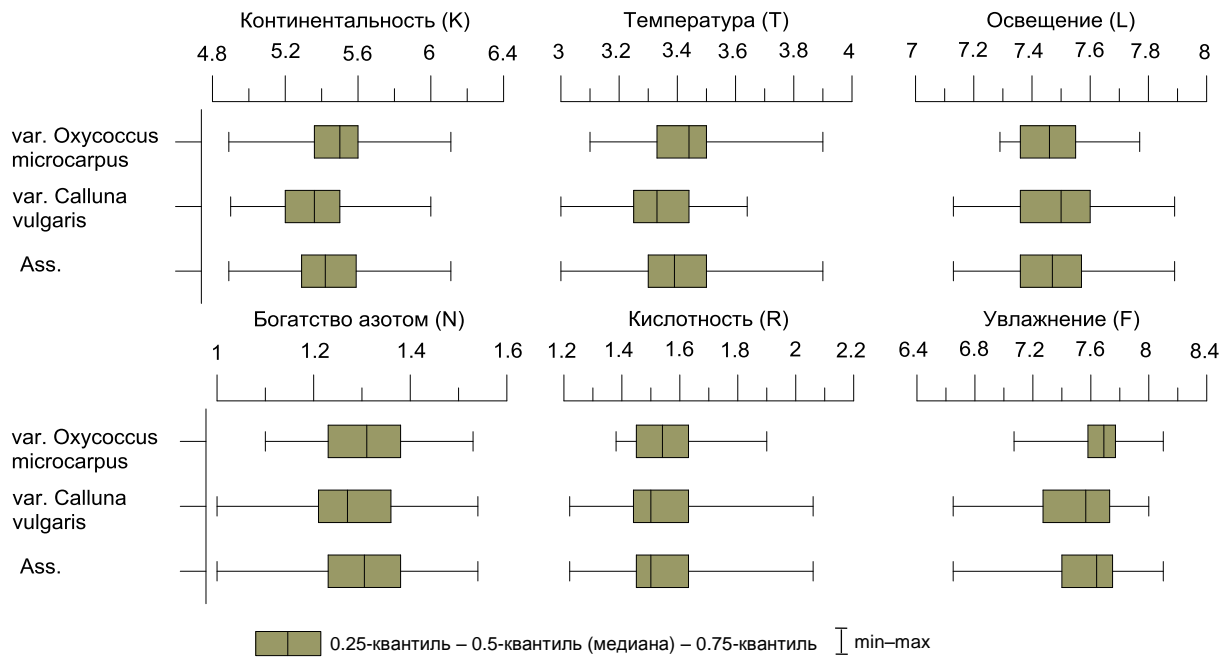 Континентальность (K)
Температура (T)
Освещение (L)
4.8 5.2 5.6 6 6.4
3 3.2 3.4 3.6 3.8 4
7 7.2 7.4 7.6 7.8 8
var. Oxycoccus
microcarpus
var. Calluna
vulgaris
Ass.
Богатство азотом (N)
Кислотность (R)
Увлажнение (F)
1 1.2 1.4 1.6
1.2 1.4 1.6 1.8 2 2.2
6.4 6.8 7.2 7.6 8 8.4
var. Oxycoccus
microcarpus
var. Calluna
vulgaris
Ass.
0.25-квантиль – 0.5-квантиль (медиана) – 0.75-квантиль
min–max